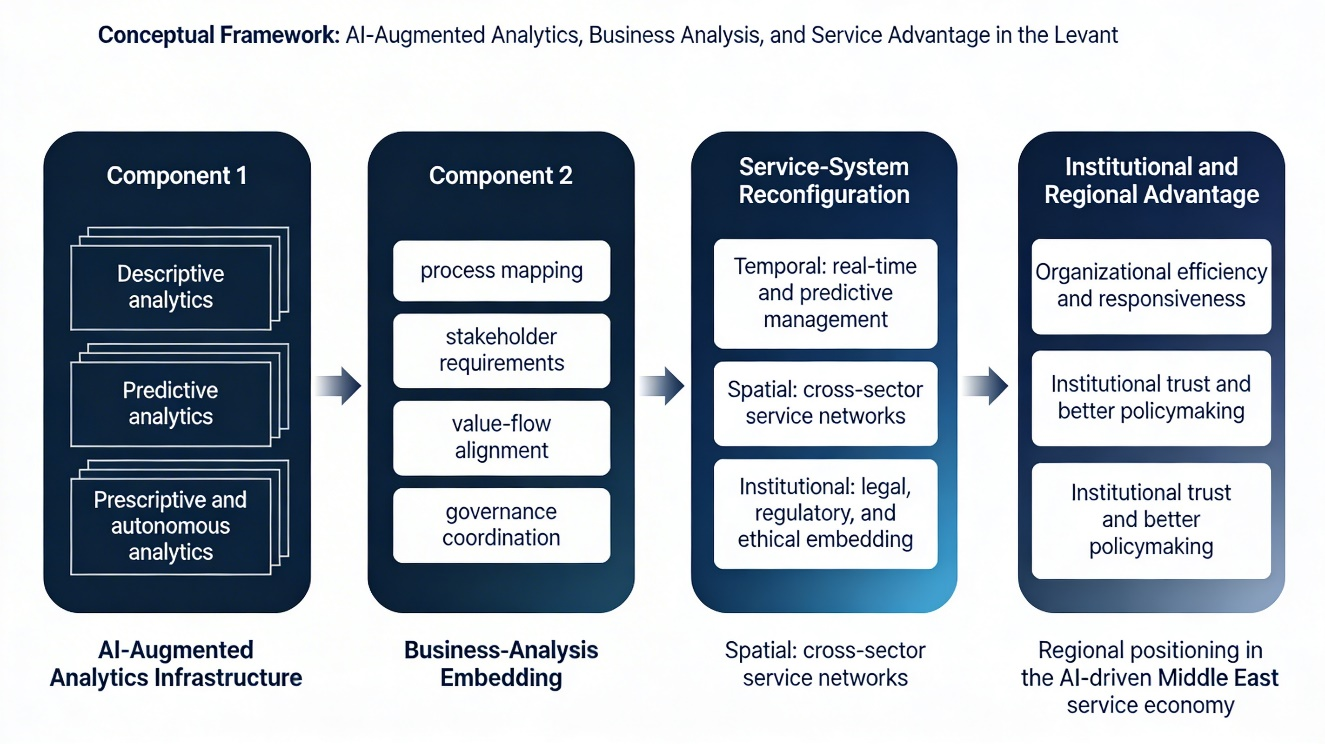 Conceptual Framework: AI-Augmented Analytics, Business Analysis, and Service Advantage in the Levant
Component 1
Descriptive
analytics
Predictive
analytics
Prescriptive and
autonomous
analytics
AI-Augmented
Analytics Infrastructure
Component 2
process mapping
stakeholder
requirements
value-flow
alignment
governance
coordination
Business-Analysis
Embedding
Service-System
Reconfiguration
Temporal: real-time
and predictive
management
Spatial: cross-sector
service networks
Institutional: legal,
regulatory, and
ethical embedding
Spatial: cross-sector
service networks
Institutional and
Regional Advantage
Organizational efficiency
and responsiveness
Institutional trust and
better policymaking
Institutional trust
and better
policymaking
Regional positioning in
the AI-driven Middle East
service economy